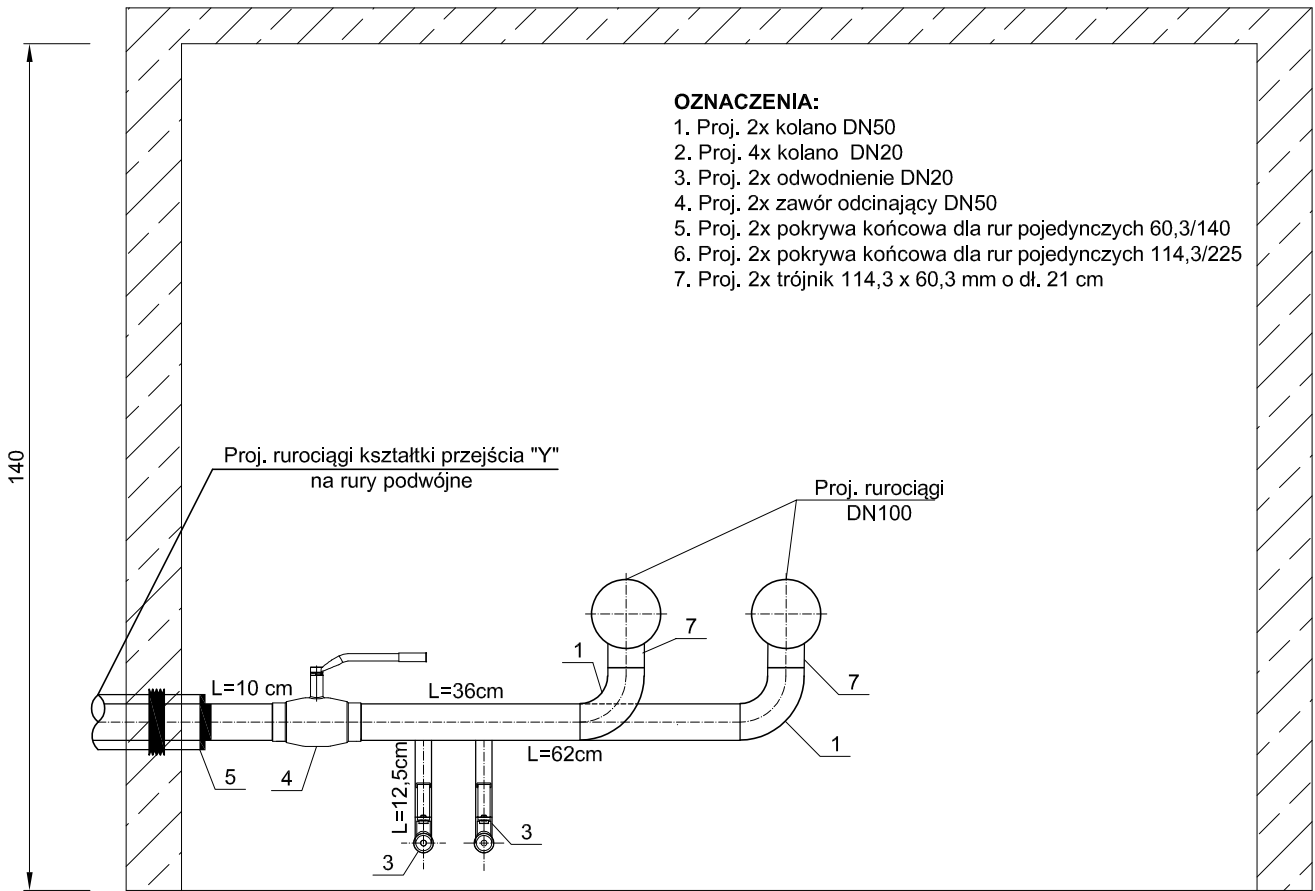 OZNACZENIA:
1. Proj. 2x kolano DN50
2. Proj. 4x kolano DN20
3. Proj. 2x odwodnienie DN20
4. Proj. 2x zawór odcinający DN50
5. Proj. 2x pokrywa końcowa dla rur pojedynczych 60,3/140
6. Proj. 2x pokrywa końcowa dla rur pojedynczych 114,3/225
7. Proj. 2x trójnik 114,3 x 60,3 mm o dł. 21 cm
140
Proj. rurociągi kształtki przejścia "Y"
na rury podwójne
Proj. rurociągi
DN100
7
1
7
L=10 cm
L=36cm
1
L=62cm
5
4
L=12,5cm
3
3